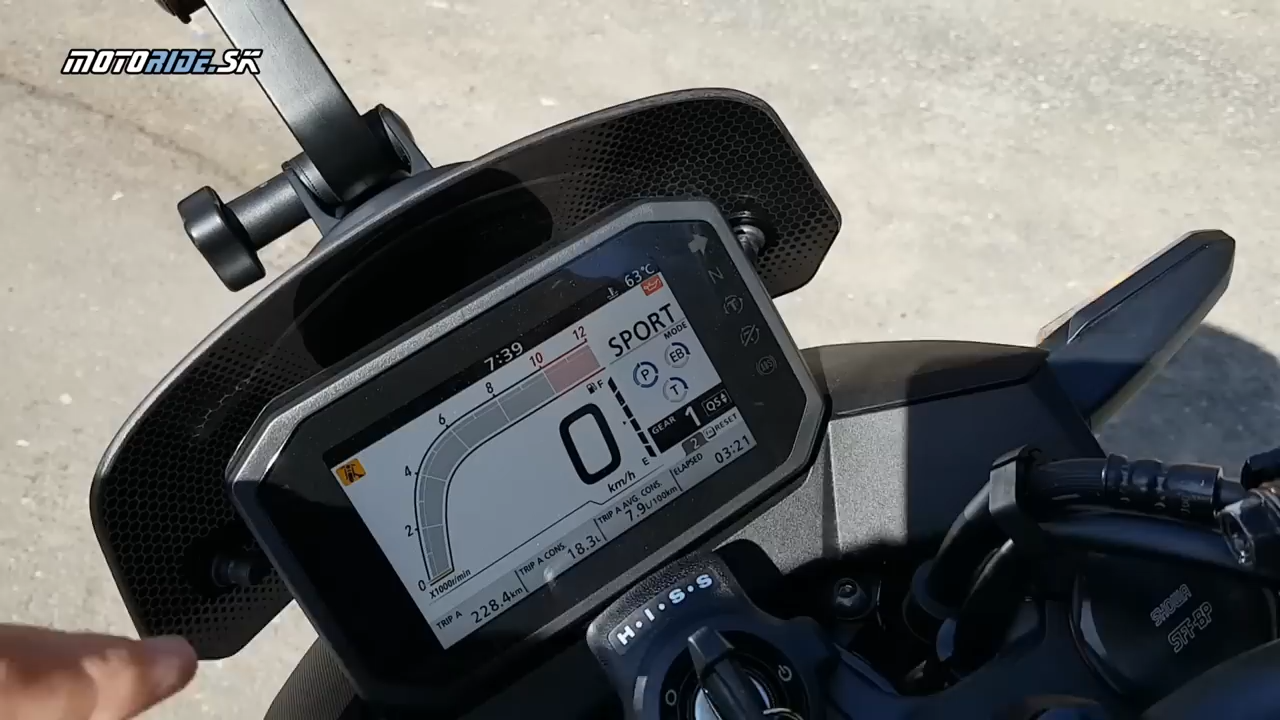 MOTORIDE.SK
63°C
7:39
SPORT
MODE
P
EB
T
N
0 2 4 6 8 10 12
X1000r/min
0
km/h
F
E
GEAR 1 QS
2 RESET
TRIP A
228.4km
TRIP A CONS.
18.3L
TRIP A AVG. CONS.
7.9L/100km
ELAPSED
03:21
H·I·S·S
SHOWA
SFF-BP